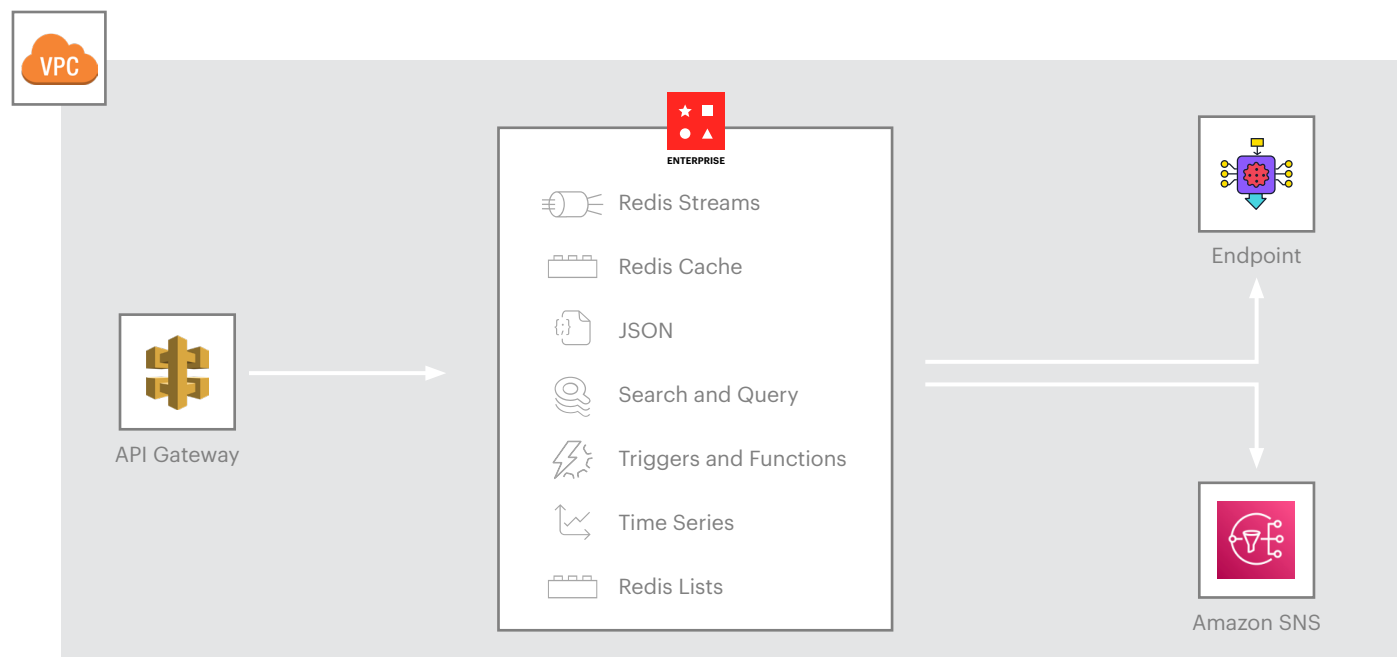 VPC
ENTERPRISE
Redis Streams
Redis Cache
{;} JSON
Search and Query
Triggers and Functions
Time Series
Redis Lists
API Gateway
Endpoint
Amazon SNS